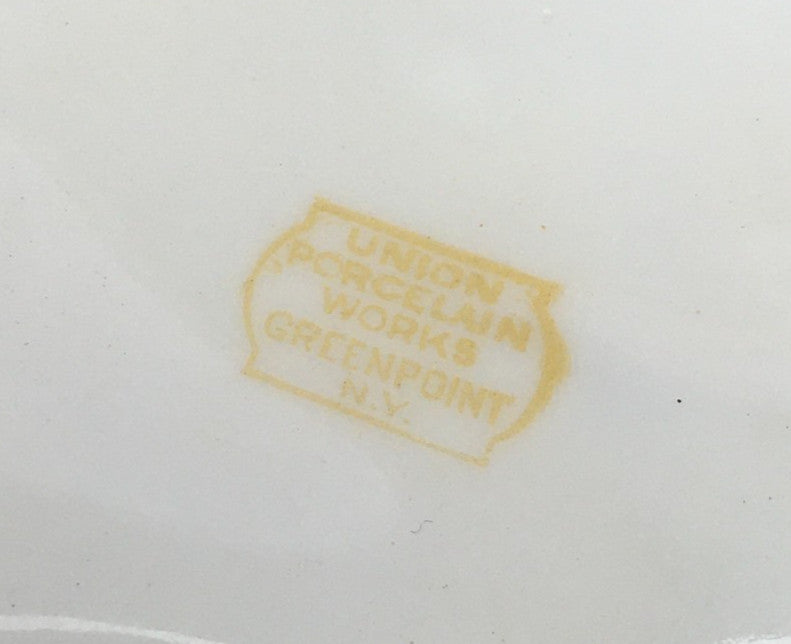 UNION
PORCELAIN
WORKS
GREENPOINT
N.Y.